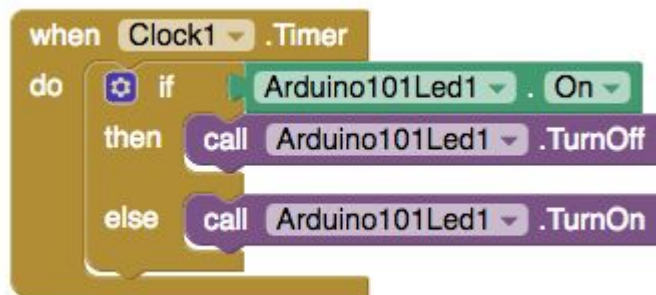 when Clock1 .Timer
do if Arduino101Led1 . On
then call Arduino101Led1 .TurnOff
else call Arduino101Led1 .TurnOn